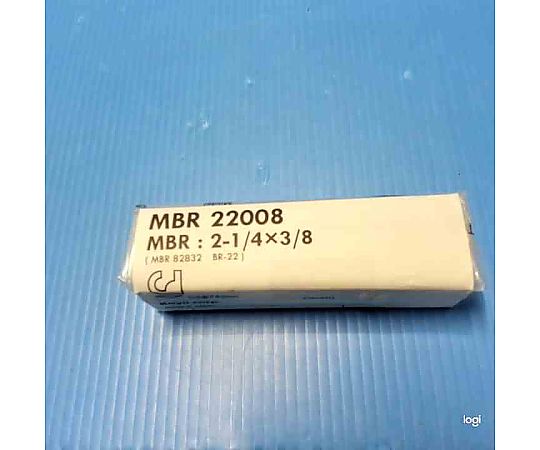 MBR 22008
MBR : 2-1/4×3/8
( MBR 82832 BR-22 )
logi